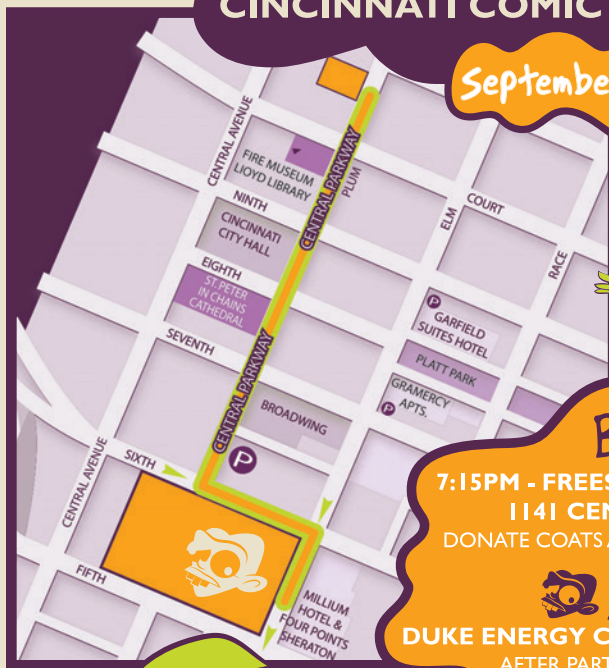 CINCINNATI COMIC
Septembe
CENTRAL AVENUE
FIRE MUSEUM
LIOYD LIBRARY
CENTRAL PARKWAY
PLUM
NINTH
CINCINNATI
CITY HALL
ELM
COURT
RACE
EIGHTH
ST. PETER
IN CHAINS
CATHEDRAL
P
GARFIELD
SUITES HOTEL
SEVENTH
CENTRAL PARKWAY
PLATT PARK
GRAMERCY
P APTS.
BROADWING
SIXTH
P
CENTRAL AVENUE
FIFTH
MILLIUM
HOTEL &
FOUR POINTS
SHERATON
7:15PM - FREES
1141 CEN
DONATE COATS A
DUKE ENERGY C
AFTER PART